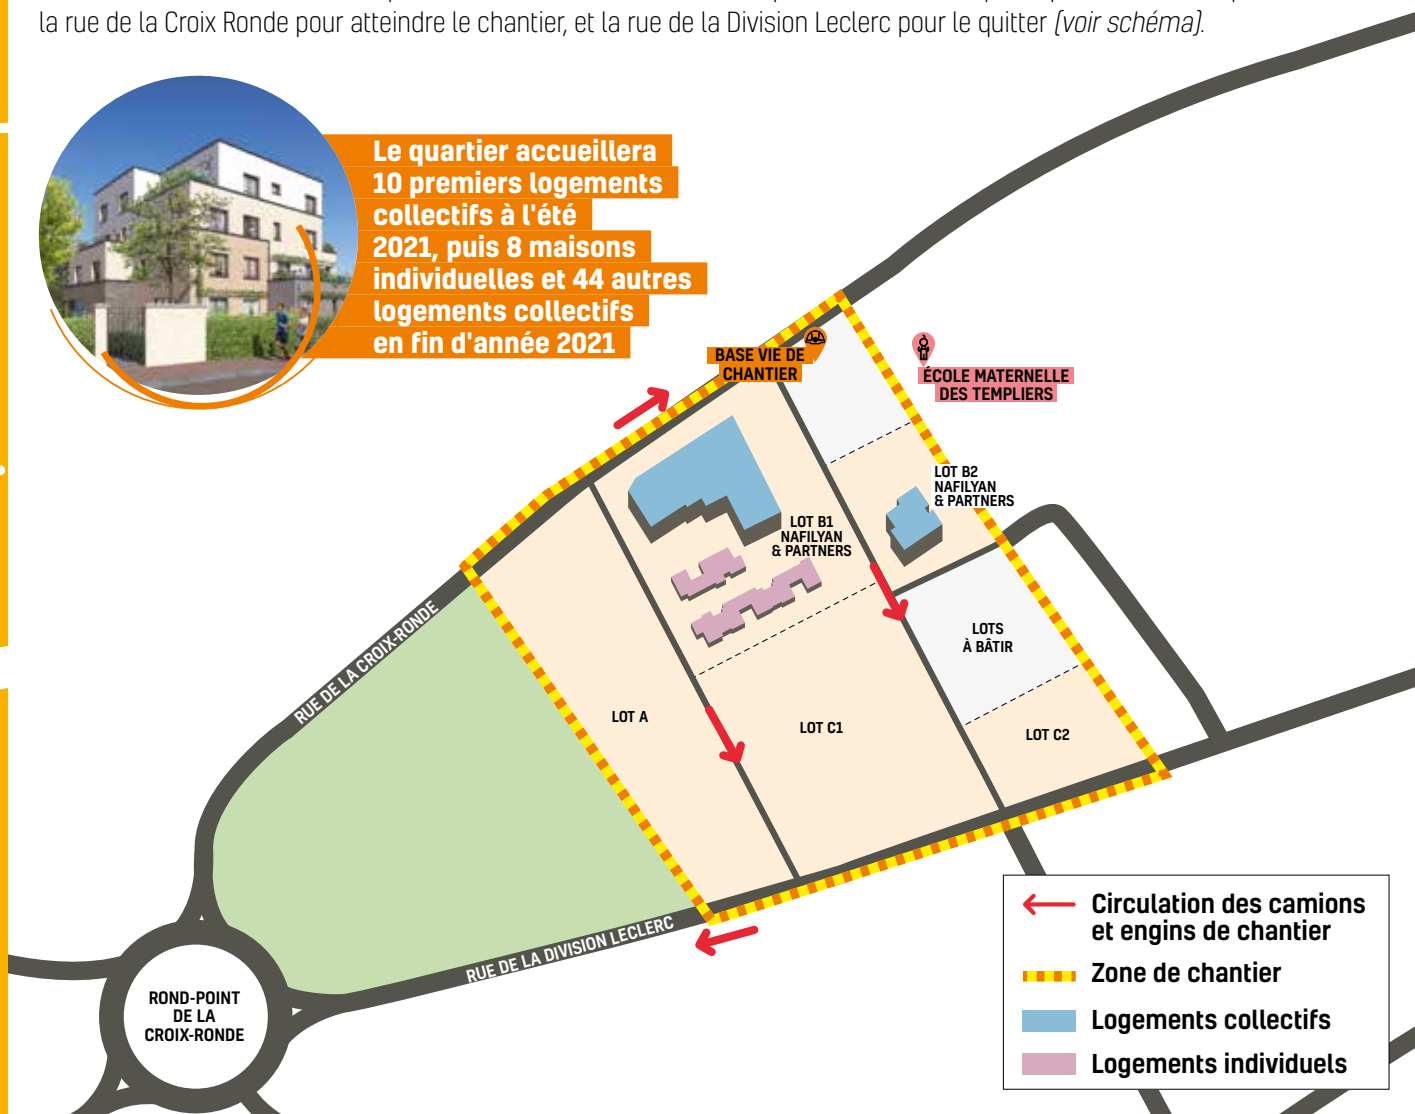 la rue de la Croix Ronde pour atteindre le chantier, et la rue de la Division Leclerc pour le quitter (voir schéma).
Le quartier accueillera
10 premiers logements
collectifs à l'été
2021, puis 8 maisons
individuelles et 44 autres
logements collectifs
en fin d'année 2021
BASE VIE DE
CHANTIER
ÉCOLE MATERNELLE
DES TEMPLIERS
LOT B2
NAFILYAN
& PARTNERS
LOT B1
NAFILYAN
& PARTNERS
LOTS
À BÂTIR
RUE DE LA CROIX-RONDE
LOT A
LOT C1
LOT C2
RUE DE LA DIVISION LECLERC
ROND-POINT
DE LA
CROIX-RONDE
Circulation des camions
et engins de chantier
Zone de chantier
Logements collectifs
Logements individuels